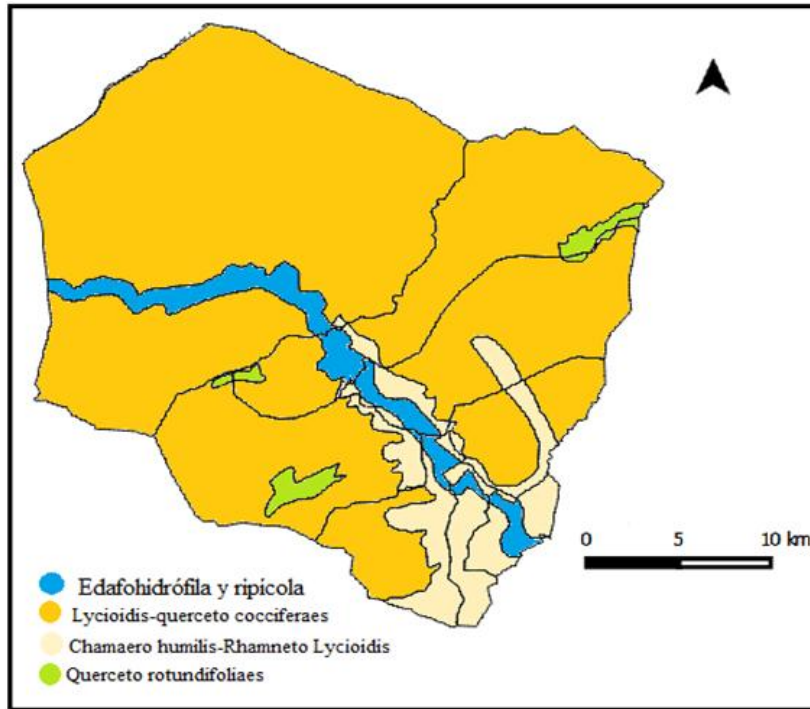 0 5 10 km
Edafohidrófila y ripícola
Lycioidis-querceto cocciferaes
Chamaero humilis-Rhamneto Lycioidis
Querceto rotundifoliaes